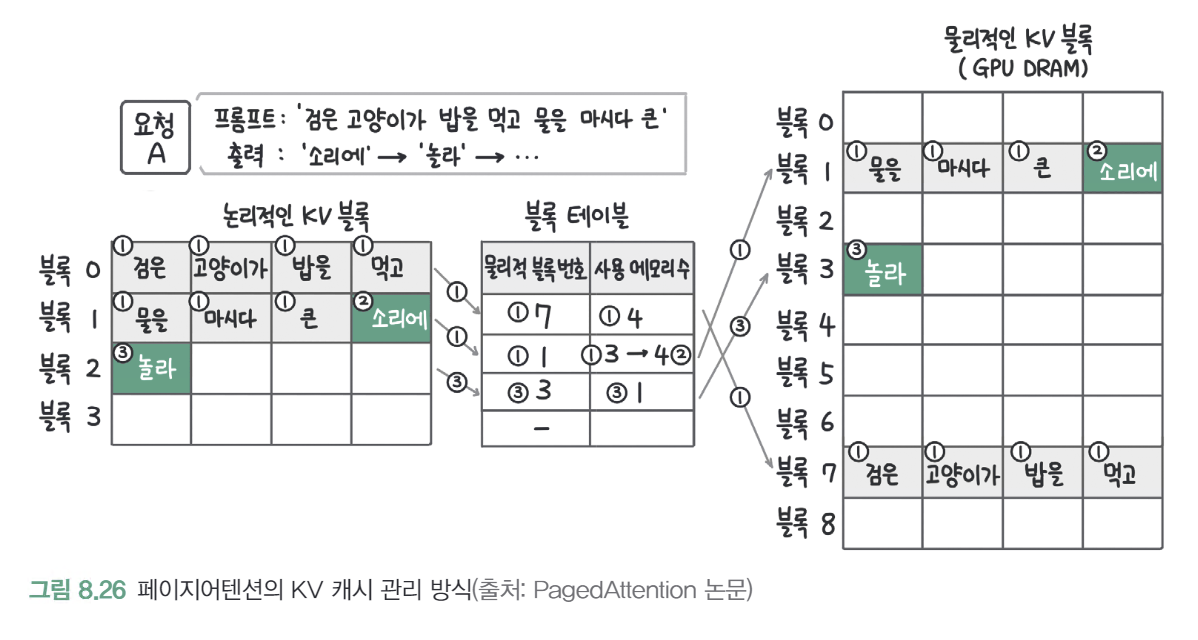 물리적인 KV 블록
(GPU DRAM)
요청
A
프롬프트: '검은 고양이가 밥을 먹고 물을 마시다 큰'
출력 : '소리에' → '놀라' → ···
논리적인 KV 블록
블록 0 ① 검은 ① 고양이가 ① 밥을 ① 먹고
블록 1 ① 물을 ① 마시다 ① 큰 ② 소리에
블록 2 ③ 놀라
블록 3
① ① ③
블록 테이블
물리적 블록 번호 사용 메모리 수
① 7 ① 4
① 1 ① 3 → 4 ②
③ 3 ③ 1
–
① ③ ①
블록 0
블록 1 ① 물을 ① 마시다 ① 큰 ② 소리에
블록 2
블록 3 ③ 놀라
블록 4
블록 5
블록 6
블록 7 ① 검은 ① 고양이가 ① 밥을 ① 먹고
블록 8
그림 8.26 페이지어텐션의 KV 캐시 관리 방식(출처: PagedAttention 논문)